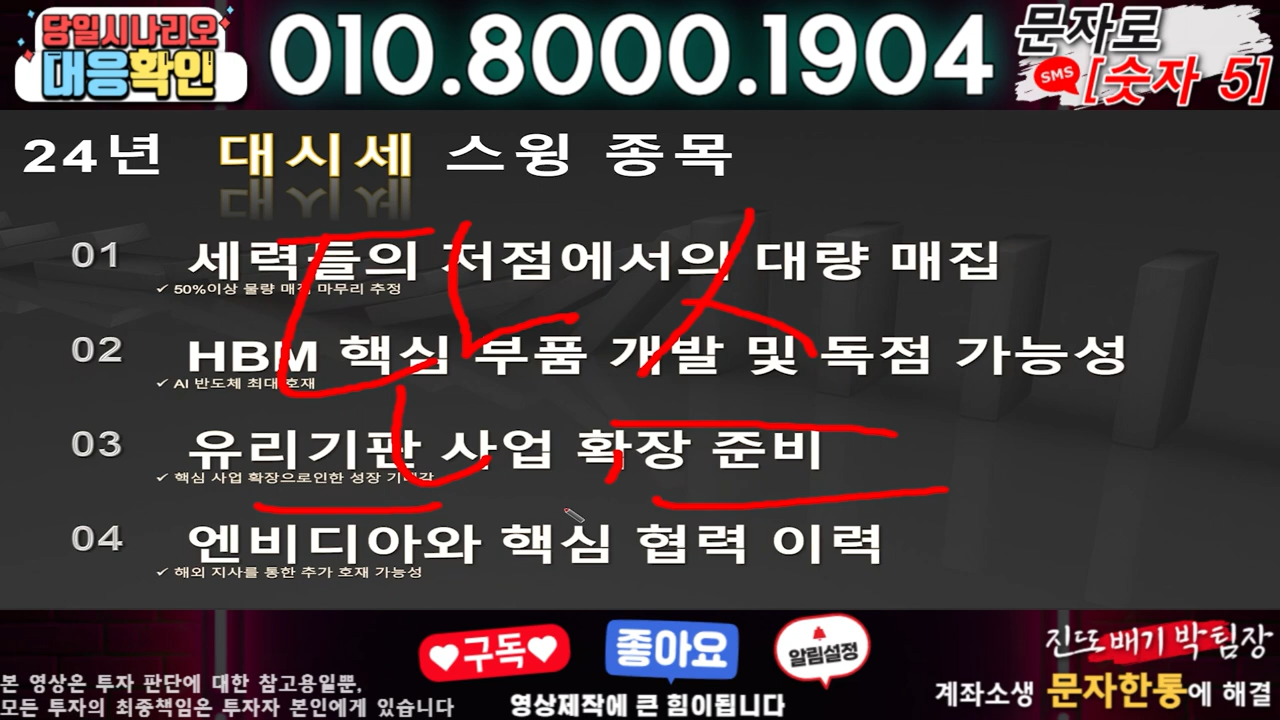 당일시나리오
대응확인
010.8000.1904
문자로
SMS [숫자 5]
24년 대시세 스윙 종목
01 세력들의 저점에서의 대량 매집
✓ 50%이상 물량 매집 마무리 추정
02 HBM 핵심 부품 개발 및 독점 가능성
✓ AI 반도체 최대 호재
03 유리기판 사업 확장 준비
✓ 핵심 사업 확장으로인한 성장 기대감
04 엔비디아와 핵심 협력 이력
✓ 해외 지사를 통한 추가 호재 가능성
구독
좋아요
알림설정
영상제작에 큰 힘이됩니다
본 영상은 투자 판단에 대한 참고용일뿐,
모든 투자의 최종책임은 투자자 본인에게 있습니다
진또배기 박팀장
계좌소생 문자한통에 해결